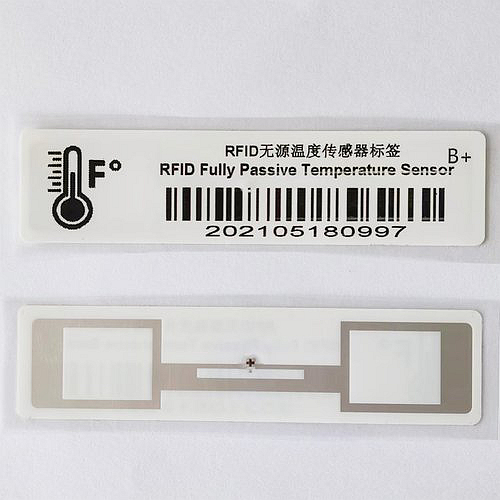 F°
RFID无源温度传感器标签
RFID Fully Passive Temperature Sensor
B+
202105180997